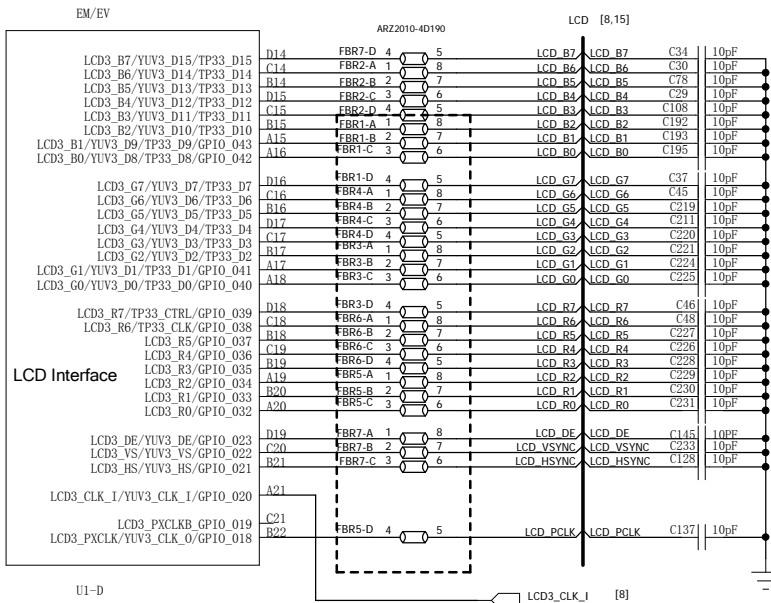 EM/EV
ARZ2010-4D190
LCD [8,15]
LCD3_B7/YUV3_D15/TP33_D15 D14 FBR7-D 4 5 LCD_B7 LCD_B7 C34 10pF
LCD3_B6/YUV3_D14/TP33_D14 C14 FBR2-A 1 8 LCD_B6 LCD_B6 C30 10pF
LCD3_B5/YUV3_D13/TP33_D13 B14 FBR2-B 2 7 LCD_B5 LCD_B5 C78 10pF
LCD3_B4/YUV3_D12/TP33_D12 D15 FBR2-C 3 6 LCD_B4 LCD_B4 C29 10pF
LCD3_B3/YUV3_D11/TP33_D11 C15 FBR2-D 4 5 LCD_B3 LCD_B3 C108 10pF
LCD3_B2/YUV3_D10/TP33_D10 B15 FBR1-A 1 8 LCD_B2 LCD_B2 C192 10pF
LCD3_B1/YUV3_D9/TP33_D9/GPIO_043 A15 FBR1-B 2 7 LCD_B1 LCD_B1 C193 10pF
LCD3_B0/YUV3_D8/TP33_D8/GPIO_042 A16 FBR1-C 3 6 LCD_B0 LCD_B0 C195 10pF
LCD3_G7/YUV3_D7/TP33_D7 D16 FBR1-D 4 5 LCD_G7 LCD_G7 C37 10pF
LCD3_G6/YUV3_D6/TP33_D6 C16 FBR4-A 1 8 LCD_G6 LCD_G6 C45 10pF
LCD3_G5/YUV3_D5/TP33_D5 B16 FBR4-B 2 7 LCD_G5 LCD_G5 C219 10pF
LCD3_G4/YUV3_D4/TP33_D4 D17 FBR4-C 3 6 LCD_G4 LCD_G4 C211 10pF
LCD3_G3/YUV3_D3/TP33_D3 C17 FBR4-D 4 5 LCD_G3 LCD_G3 C220 10pF
LCD3_G2/YUV3_D2/TP33_D2 B17 FBR3-A 1 8 LCD_G2 LCD_G2 C221 10pF
LCD3_G1/YUV3_D1/TP33_D1/GPIO_041 A17 FBR3-B 2 7 LCD_G1 LCD_G1 C224 10pF
LCD3_G0/YUV3_D0/TP33_D0/GPIO_040 A18 FBR3-C 3 6 LCD_G0 LCD_G0 C225 10pF
LCD3_R7/TP33_CTRL/GPIO_039 D18 FBR3-D 4 5 LCD_R7 LCD_R7 C46 10pF
LCD3_R6/TP33_CLK/GPIO_038 C18 FBR6-A 1 8 LCD_R6 LCD_R6 C48 10pF
LCD3_R5/GPIO_037 B18 FBR6-B 2 7 LCD_R5 LCD_R5 C227 10pF
LCD3_R4/GPIO_036 C19 FBR6-C 3 6 LCD_R4 LCD_R4 C226 10pF
LCD3_R3/GPIO_035 B19 FBR6-D 4 5 LCD_R3 LCD_R3 C228 10pF
LCD Interface
LCD3_R2/GPIO_034 A19 FBR5-A 1 8 LCD_R2 LCD_R2 C229 10pF
LCD3_R1/GPIO_033 B20 FBR5-B 2 7 LCD_R1 LCD_R1 C230 10pF
LCD3_R0/GPIO_032 A20 FBR5-C 3 6 LCD_R0 LCD_R0 C231 10pF
LCD3_DE/YUV3_DE/GPIO_023 D19 FBR7-A 1 8 LCD_DE LCD_DE C145 10PF
LCD3_VS/YUV3_VS/GPIO_022 C20 FBR7-B 2 7 LCD_VSYNC LCD_VSYNC C233 10pF
LCD3_HS/YUV3_HS/GPIO_021 B21 FBR7-C 3 6 LCD_HSYNC LCD_HSYNC C128 10pF
LCD3_CLK_I/YUV3_CLK_I/GPIO_020 A21
LCD3_PXCLKB_GPIO_019 C21
LCD3_PXCLK/YUV3_CLK_O/GPIO_018 B22 FBR5-D 4 5 LCD_PCLK LCD_PCLK C137 10pF
U1-D
LCD3_CLK_I [8]